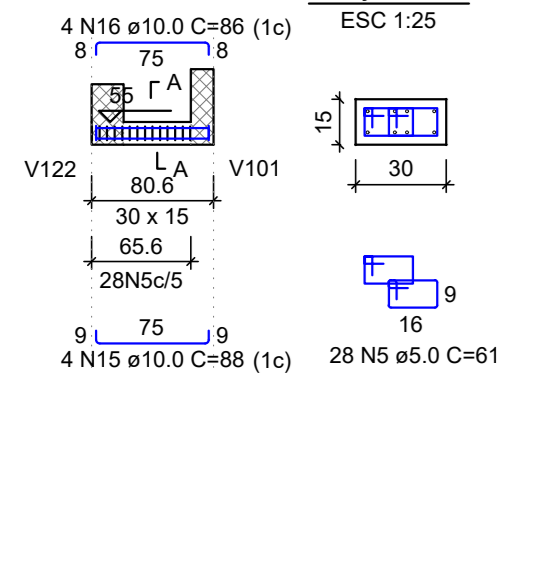 4 N16 ø10.0 C=86 (1c)
8 75 8
ESC 1:25
55
A
A
V122
V101
80.6
30 x 15
65.6
28N5c/5
9 75 9
4 N15 ø10.0 C=88 (1c)
15
30
9
16
28 N5 ø5.0 C=61